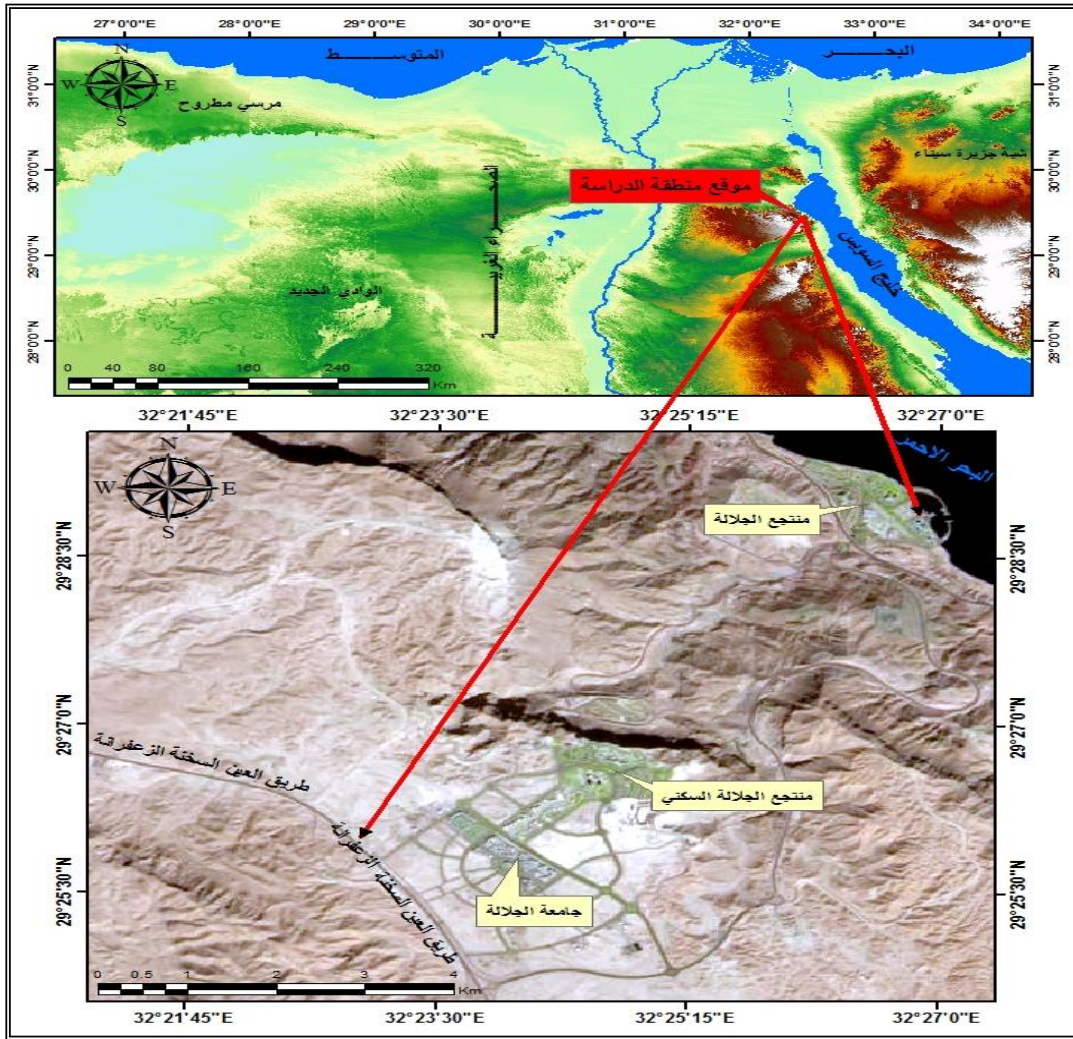 27°0'0"E 28°0'0"E 29°0'0"E 30°0'0"E 31°0'0"E 32°0'0"E 33°0'0"E 34°0'0"E
البحـــــــر المتوســـــــط
N
W E
S
31°0'0"N 31°0'0"N
مرسي مطروح
شبة جزيرة سيناء
30°0'0"N 30°0'0"N
موقع منطقة الدراسة
الصحـــــراء الغربيـــــــة
خليج السويس
29°0'0"N 29°0'0"N
الوادي الجديد
28°0'0"N 28°0'0"N
0 40 80 160 240 320
Km
32°21'45"E 32°23'30"E 32°25'15"E 32°27'0"E
البحر الاحمر
N
W E
S
منتجع الجلالة
29°28'30"N 29°28'30"N
29°27'0"N 29°27'0"N
طريق العين السخنة الزعفرانة
منتجع الجلالة السكني
طريق العين السخنة الزعفرانة
29°25'30"N 29°25'30"N
جامعة الجلالة
0 0.5 1 2 3 4
Km
32°21'45"E 32°23'30"E 32°25'15"E 32°27'0"E